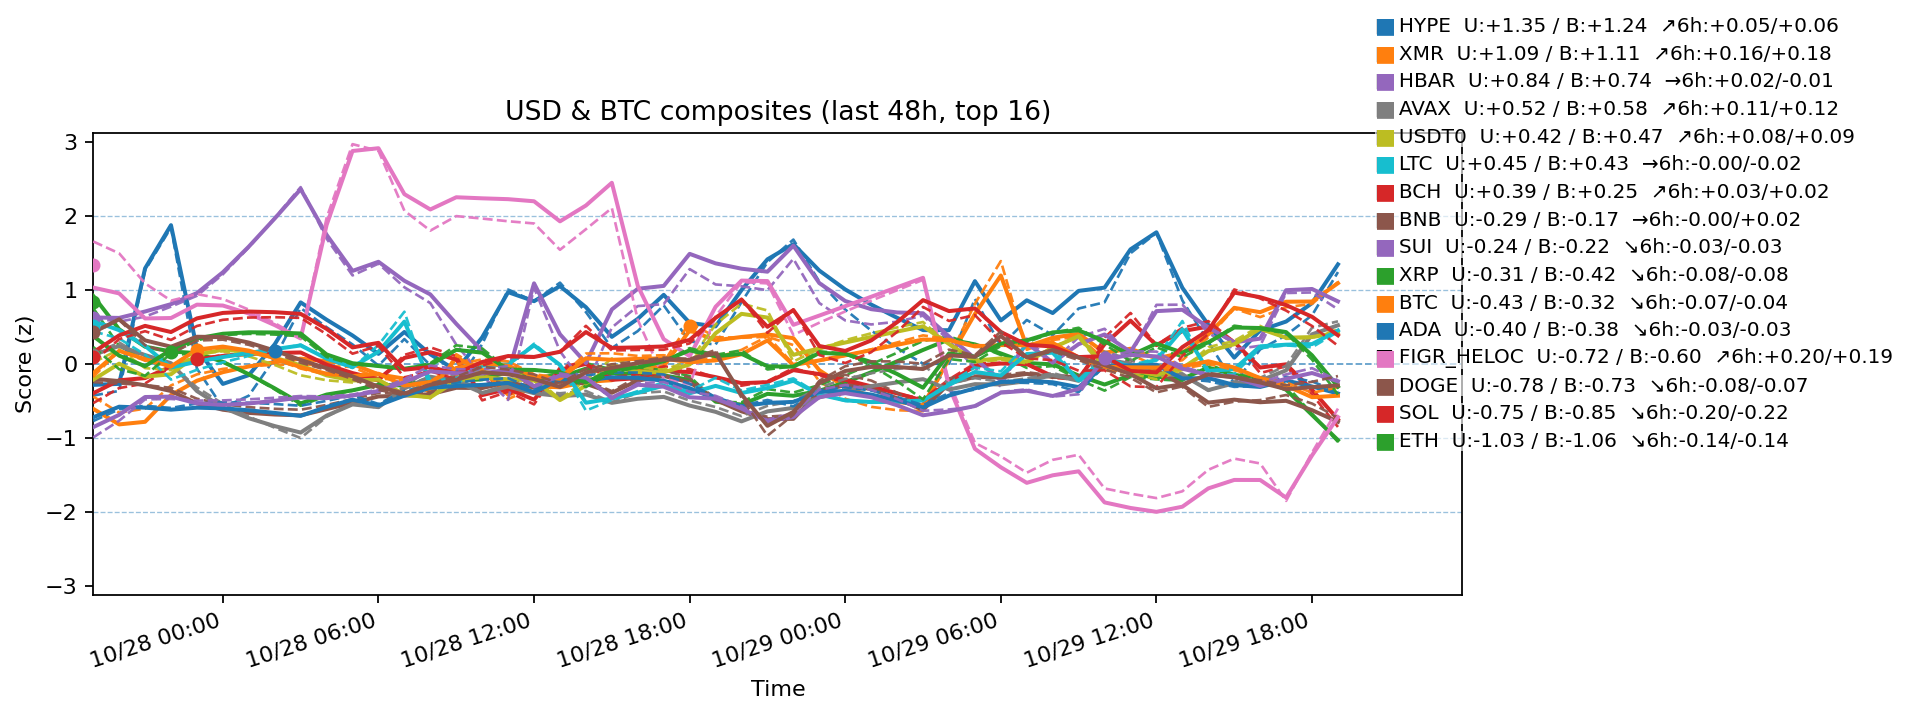 HYPE  U:+1.35 / B:+1.24  ↗6h:+0.05/+0.06
XMR  U:+1.09 / B:+1.11  ↗6h:+0.16/+0.18
HBAR  U:+0.84 / B:+0.74  →6h:+0.02/-0.01
AVAX  U:+0.52 / B:+0.58  ↗6h:+0.11/+0.12
USDT0  U:+0.42 / B:+0.47  ↗6h:+0.08/+0.09
LTC  U:+0.45 / B:+0.43  →6h:-0.00/-0.02
BCH  U:+0.39 / B:+0.25  ↗6h:+0.03/+0.02
BNB  U:-0.29 / B:-0.17  →6h:-0.00/+0.02
SUI  U:-0.24 / B:-0.22  ↘6h:-0.03/-0.03
XRP  U:-0.31 / B:-0.42  ↘6h:-0.08/-0.08
BTC  U:-0.43 / B:-0.32  ↘6h:-0.07/-0.04
ADA  U:-0.40 / B:-0.38  ↘6h:-0.03/-0.03
FIGR_HELOC  U:-0.72 / B:-0.60  ↗6h:+0.20/+0.19
DOGE  U:-0.78 / B:-0.73  ↘6h:-0.08/-0.07
SOL  U:-0.75 / B:-0.85  ↘6h:-0.20/-0.22
ETH  U:-1.03 / B:-1.06  ↘6h:-0.14/-0.14
USD & BTC composites (last 48h, top 16)
Score (z)
3
2
1
0
−1
−2
−3
10/28 00:00
10/28 06:00
10/28 12:00
10/28 18:00
10/29 00:00
10/29 06:00
10/29 12:00
10/29 18:00
Time